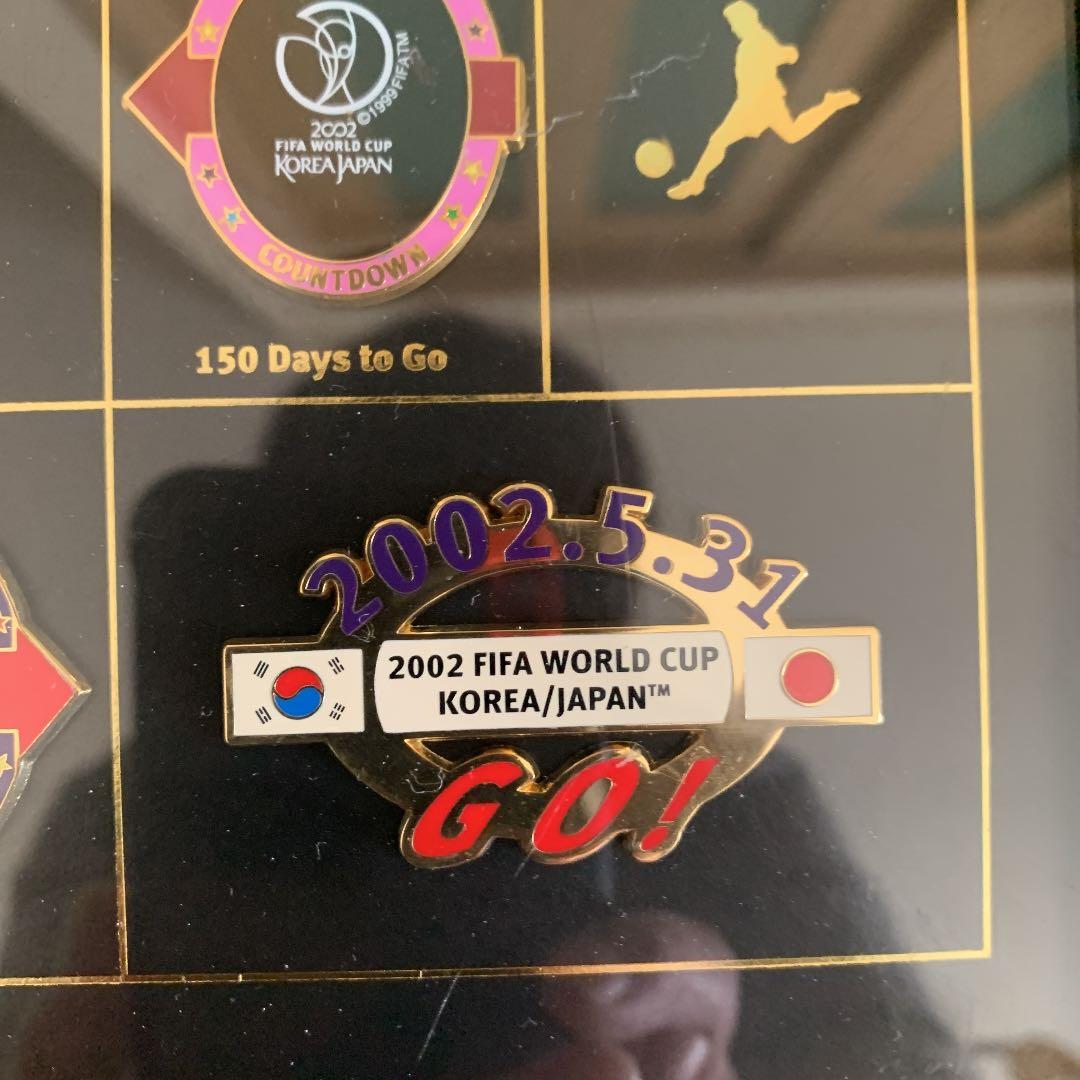 ©1999 FIFA TM
2002
FIFA WORLD CUP
KOREA JAPAN
COUNTDOWN
150 Days to Go
2002.5.31
2002 FIFA WORLD CUP
KOREA/JAPAN™
GO!